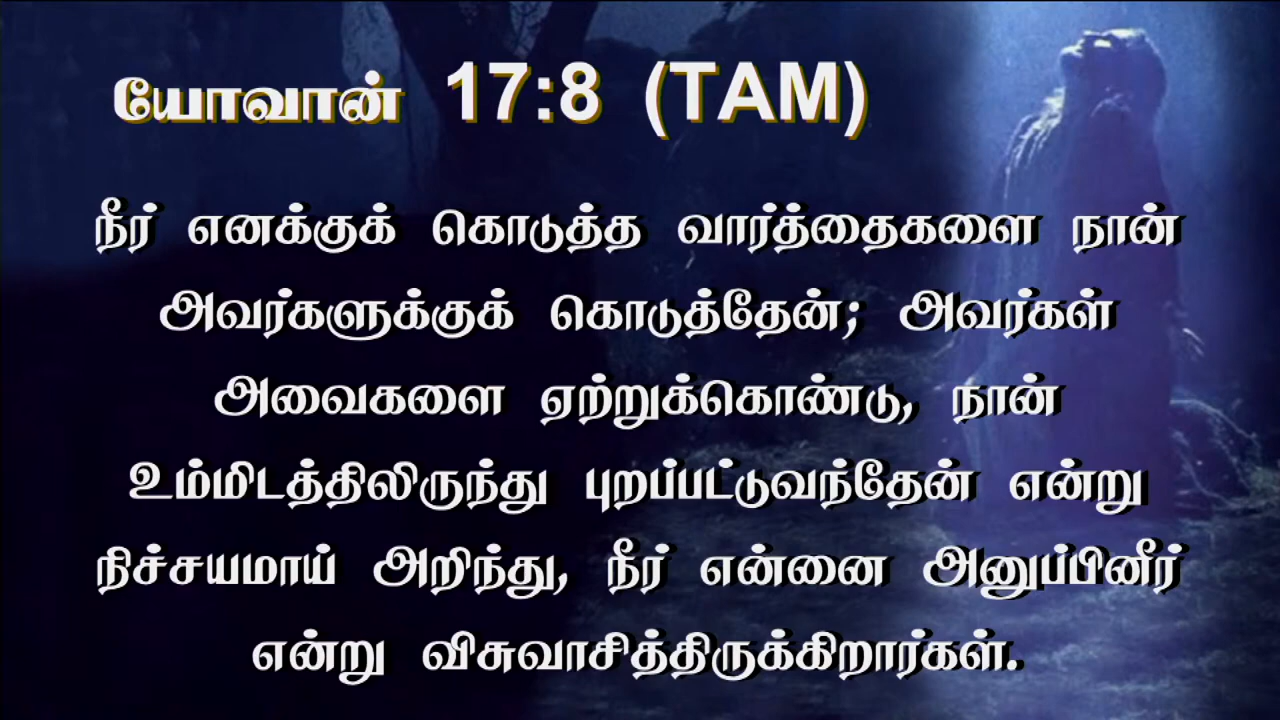 யோவான் 17:8 (TAM)
நீர் எனக்குக் கொடுத்த வார்த்தைகளை நான்
அவர்களுக்குக் கொடுத்தேன்; அவர்கள்
அவைகளை ஏற்றுக்கொண்டு, நான்
உம்மிடத்திலிருந்து புறப்பட்டுவந்தேன் என்று
நிச்சயமாய் அறிந்து, நீர் என்னை அனுப்பினீர்
என்று விசுவாசித்திருக்கிறார்கள்.